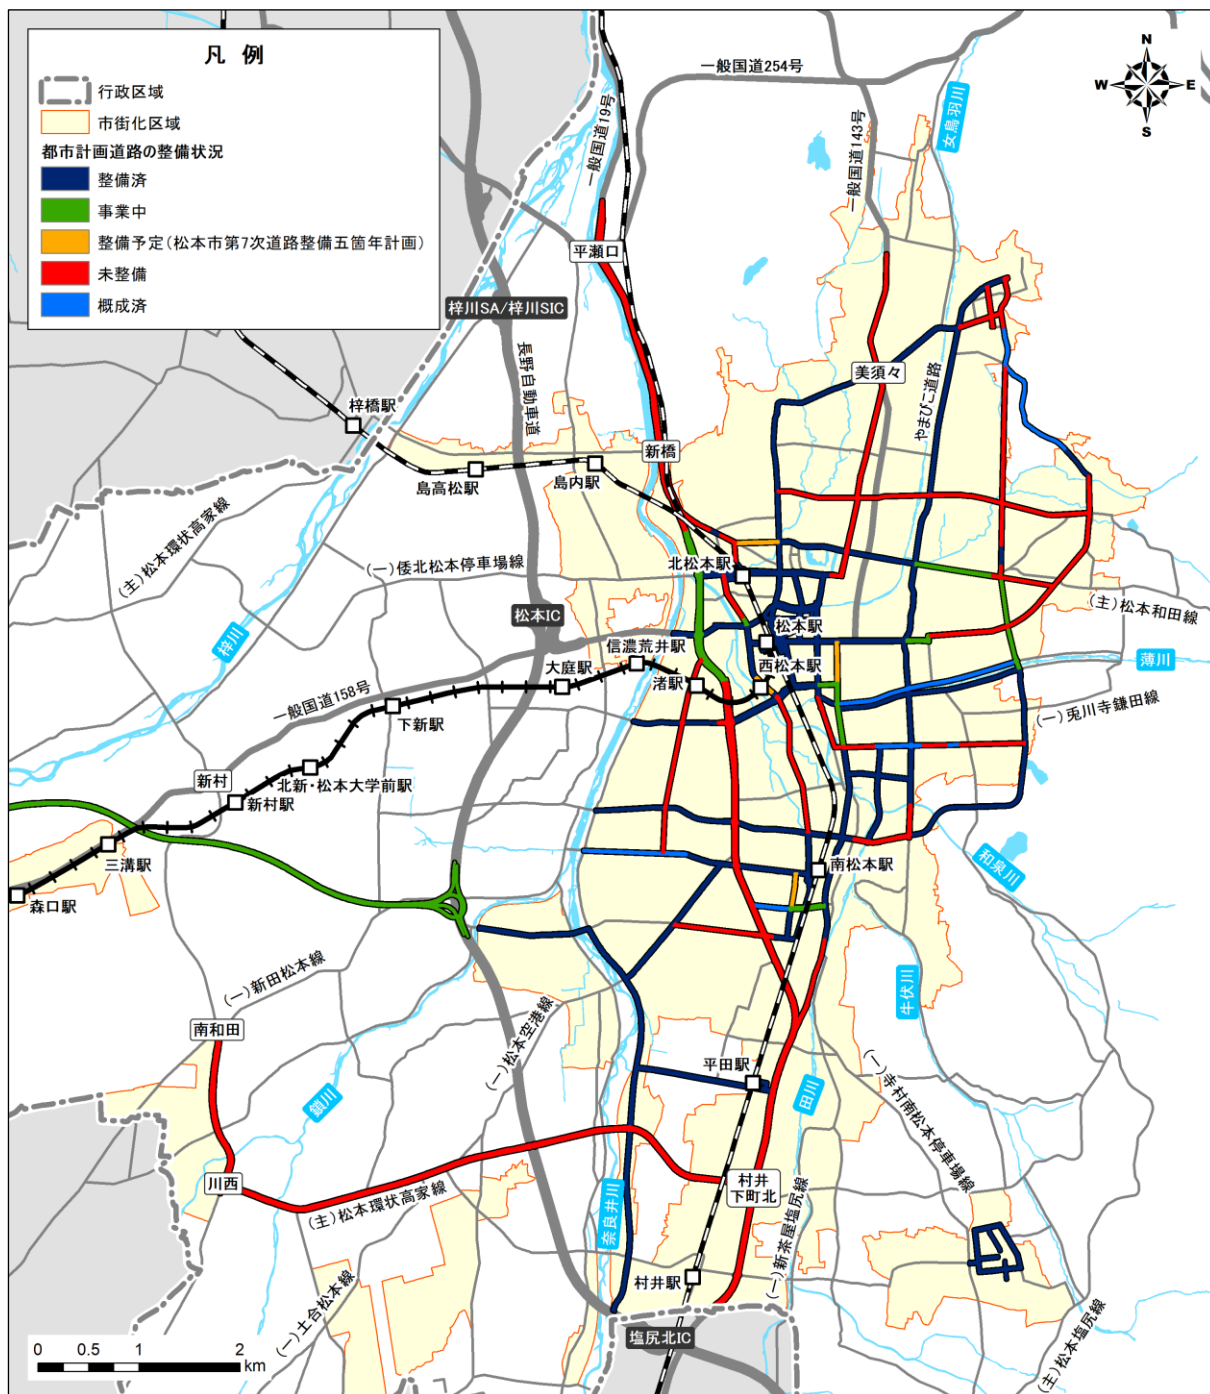 凡 例
行政区域
市街化区域
都市計画道路の整備状況
整備済
事業中
整備予定(松本市第7次道路整備五箇年計画)
未整備
概成済
N
W
E
S
一般国道254号
一般国道19号
一般国道143号
女鳥羽川
平瀬口
梓川SA/梓川SIC
長野自動車道
美須々
やまびこ道路
梓橋駅
新橋
島高松駅
島内駅
(主)松本環状高家線
(一)倭北松本停車場線
北松本駅
(主)松本和田線
松本IC
梓川
松本駅
信濃荒井駅
西松本駅
大庭駅
渚駅
薄川
一般国道158号
下新駅
(一)兎川寺鎌田線
新村
北新・松本大学前駅
新村駅
三溝駅
和泉川
南松本駅
森口駅
(一)新田松本線
牛伏川
南和田
(一)松本空港線
平田駅
田川
鎖川
(一)寺村南松本停車場線
川西
(主)松本環状高家線
村井
下町北
奈良井川
(一)新茶屋塩尻線
村井駅
(一)土合松本線
塩尻北IC
(主)松本塩尻線
0 0.5 1 2
km